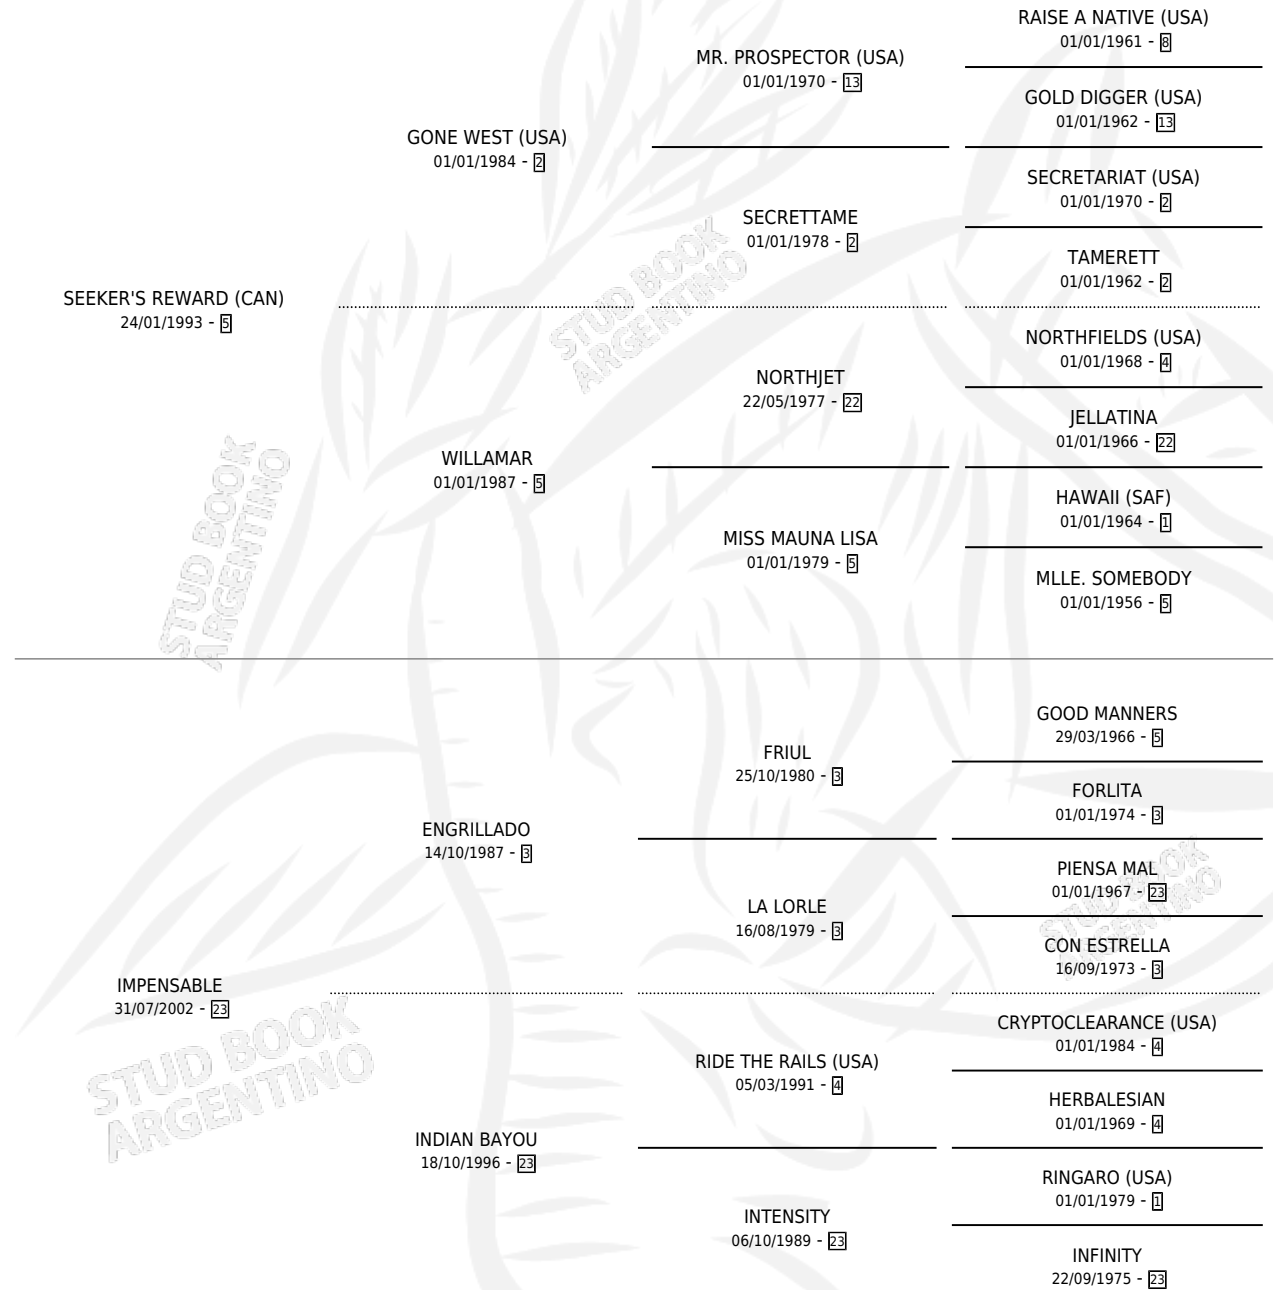 RAISE A NATIVE (USA)
01/01/1961 - 8
MR. PROSPECTOR (USA)
01/01/1970 - 13
GOLD DIGGER (USA)
01/01/1962 - 13
GONE WEST (USA)
01/01/1984 - 2
SECRETARIAT (USA)
01/01/1970 - 2
SECRETTAME
01/01/1978 - 2
TAMERETT
01/01/1962 - 2
SEEKER'S REWARD (CAN)
24/01/1993 - 5
NORTHFIELDS (USA)
01/01/1968 - 4
NORTHJET
22/05/1977 - 22
JELLATINA
01/01/1966 - 22
WILLAMAR
01/01/1987 - 5
HAWAII (SAF)
01/01/1964 - 1
MISS MAUNA LISA
01/01/1979 - 5
MLLE. SOMEBODY
01/01/1956 - 5
GOOD MANNERS
29/03/1966 - 5
FRIUL
25/10/1980 - 3
FORLITA
01/01/1974 - 3
ENGRILLADO
14/10/1987 - 3
PIENSA MAL
01/01/1967 - 23
LA LORLE
16/08/1979 - 3
CON ESTRELLA
16/09/1973 - 3
IMPENSABLE
31/07/2002 - 23
CRYPTOCLEARANCE (USA)
01/01/1984 - 4
RIDE THE RAILS (USA)
05/03/1991 - 4
HERBALESIAN
01/01/1969 - 4
INDIAN BAYOU
18/10/1996 - 23
RINGARO (USA)
01/01/1979 - 1
INTENSITY
06/10/1989 - 23
INFINITY
22/09/1975 - 23
STUD BOOK
ARGENTINO
STUD BOOK
ARGENTINO
STUD BOOK
ARGENTINO
STUD BOOK
ARGENTINO